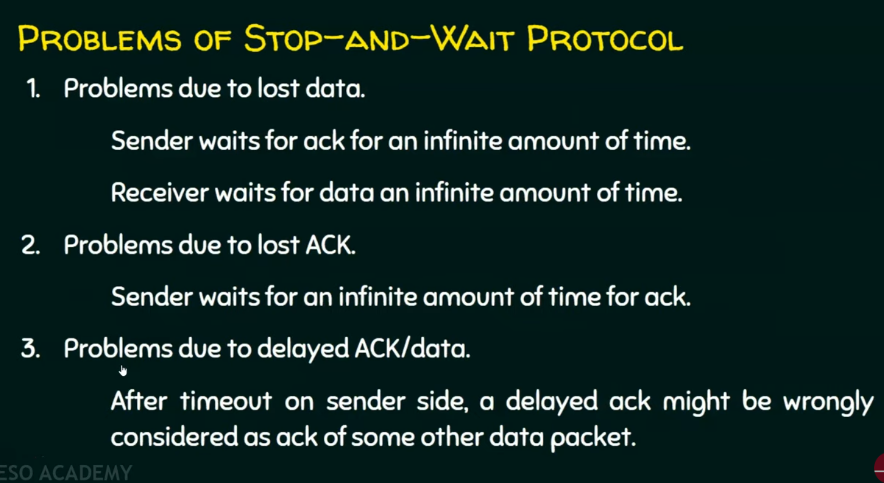 PROBLEMS OF STOP-AND-WAIT PROTOCOL
1. Problems due to lost data.
Sender waits for ack for an infinite amount of time.
Receiver waits for data an infinite amount of time.
2. Problems due to lost ACK.
Sender waits for an infinite amount of time for ack.
3. Problems due to delayed ACK/data.
After timeout on sender side, a delayed ack might be wrongly
considered as ack of some other data packet.
ESO ACADEMY